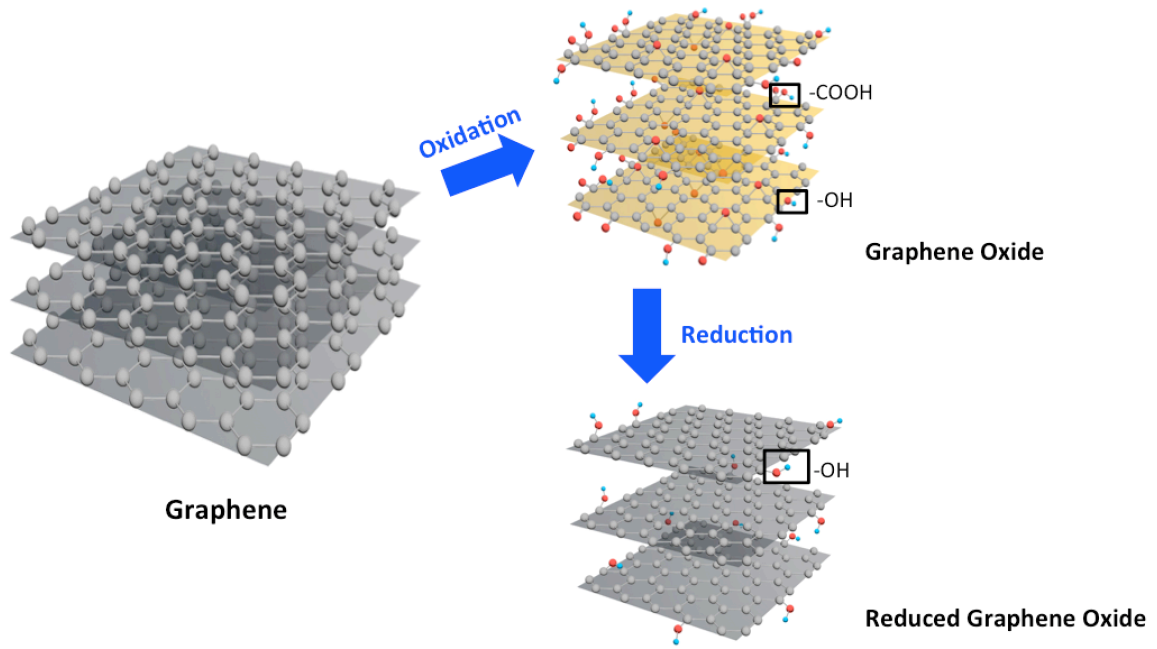 Oxidation
-COOH
-OH
Graphene Oxide
Reduction
-OH
Graphene
Reduced Graphene Oxide